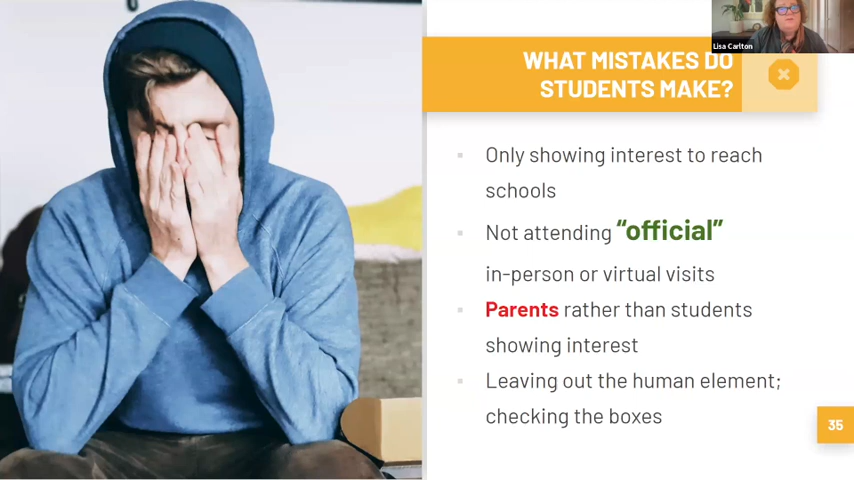 Lisa Carlton
WHAT MISTAKES DO
STUDENTS MAKE?
Only showing interest to reach
schools
Not attending “official”
in-person or virtual visits
Parents rather than students
showing interest
Leaving out the human element;
checking the boxes
35